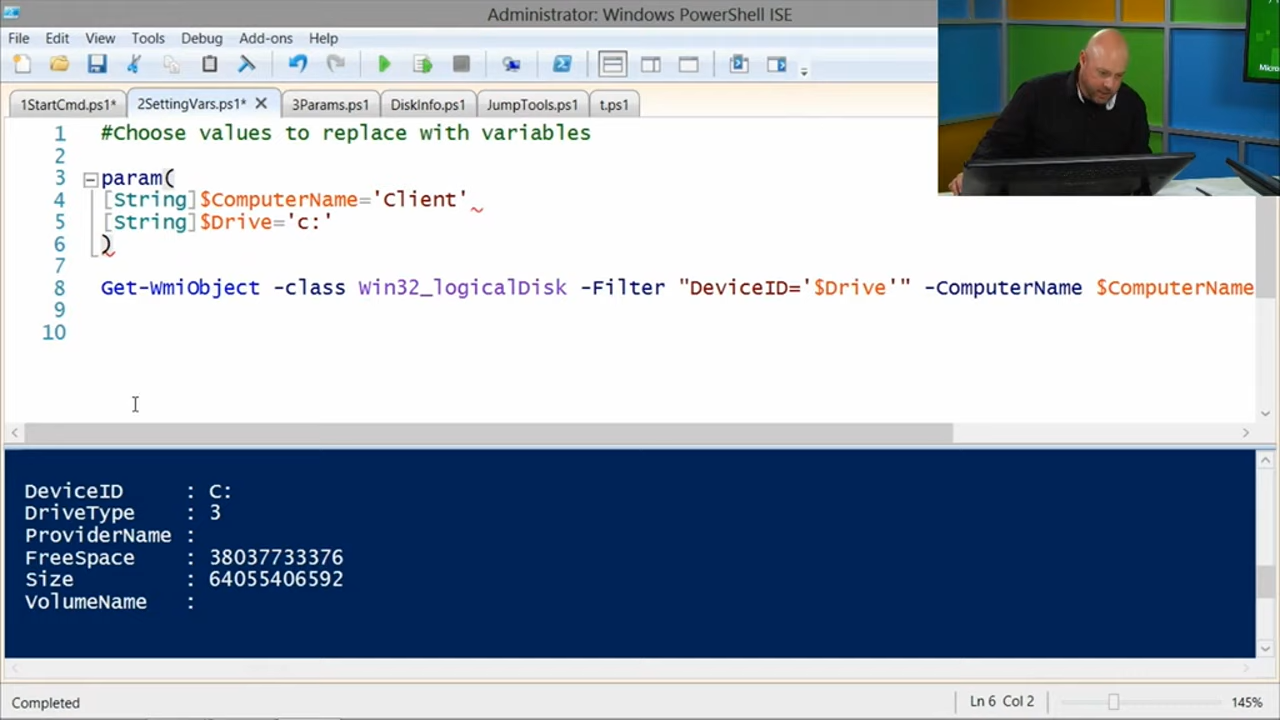 Administrator: Windows PowerShell ISE
File Edit View Tools Debug Add-ons Help
1StartCmd.ps1* 2SettingVars.ps1* 3Params.ps1 DiskInfo.ps1 JumpTools.ps1 t.ps1
1 #Choose values to replace with variables
2
3 param(
4 [String]$ComputerName='Client'
5 [String]$Drive='c:'
6 )
7
8 Get-WmiObject -class Win32_logicalDisk -Filter "DeviceID='$Drive'" -ComputerName $ComputerName
9
10
DeviceID : C:
DriveType : 3
ProviderName :
FreeSpace : 38037733376
Size : 64055406592
VolumeName :
Completed Ln 6 Col 2 145%
Micro